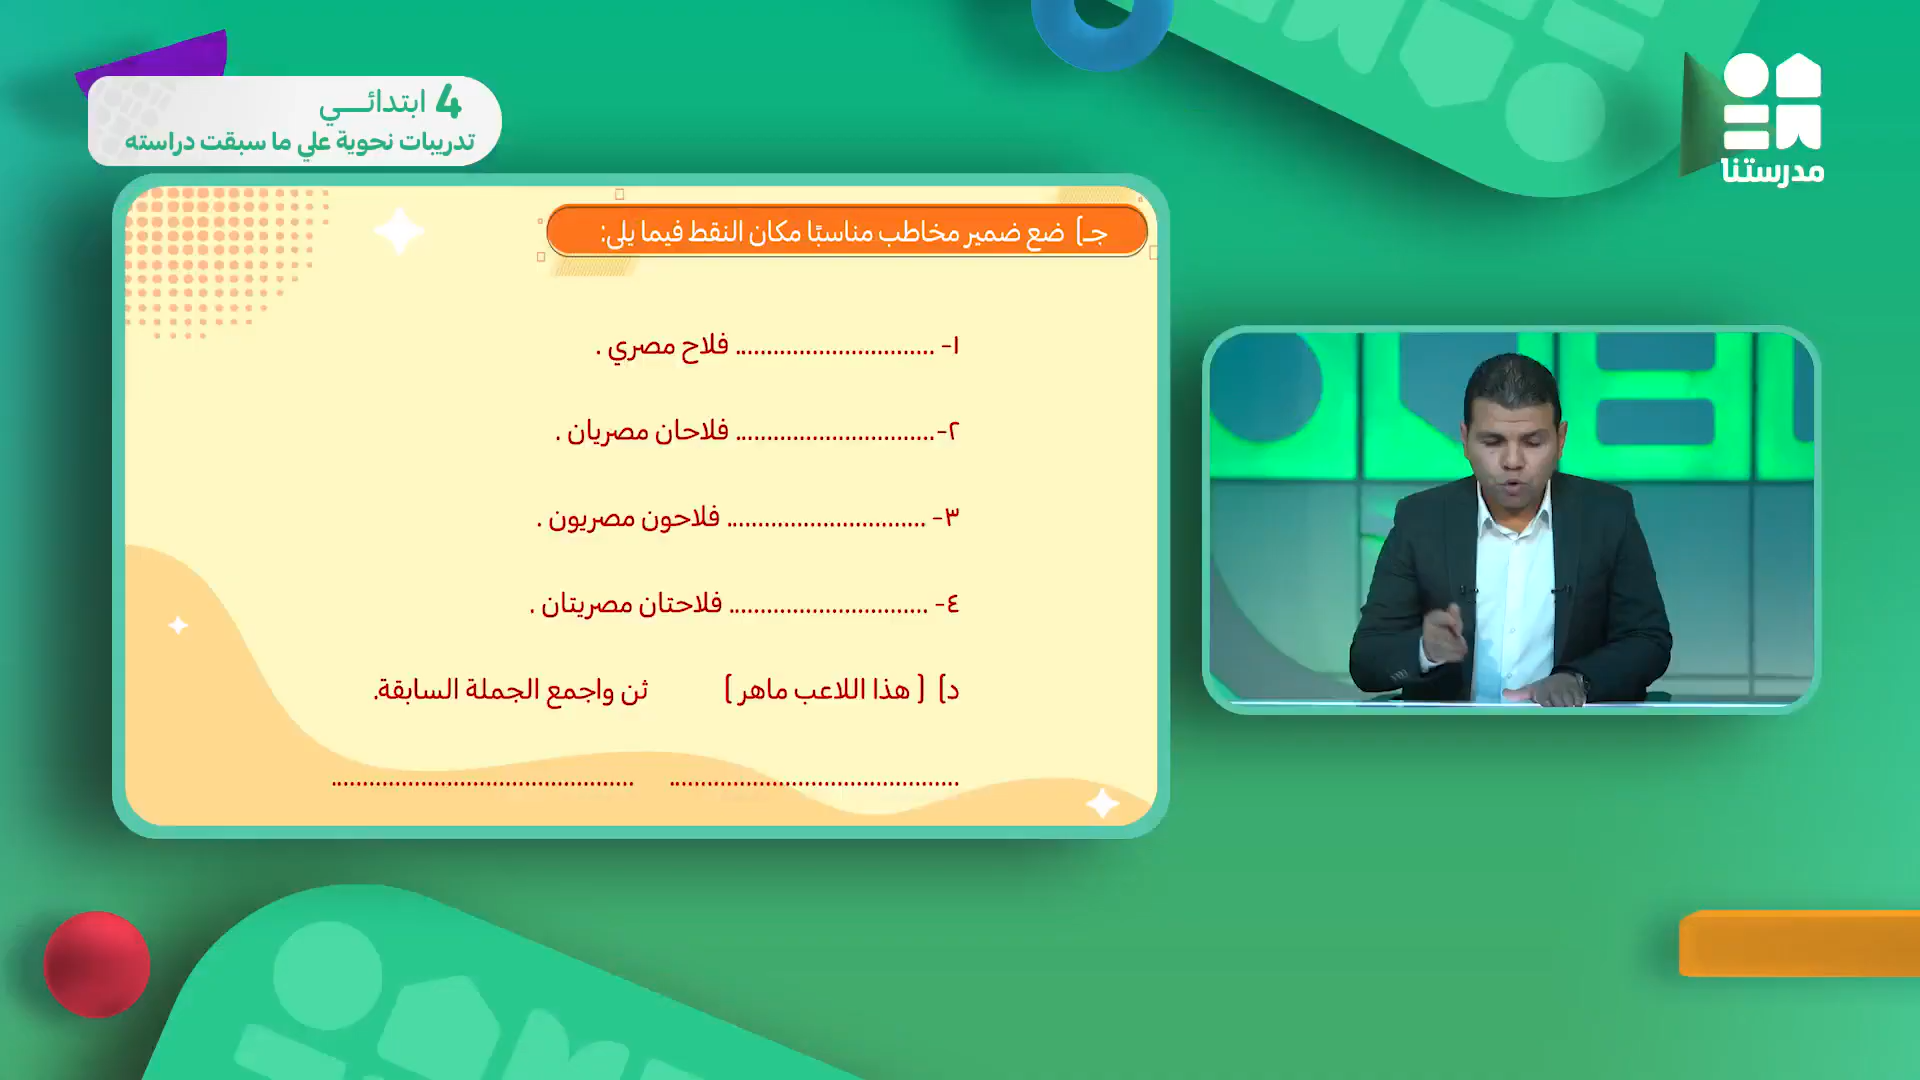 4 ابتدائـــي
تدريبات نحوية علي ما سبقت دراسته
مدرستنا
جـ) ضع ضمير مخاطب مناسبًا مكان النقط فيما يلى:
١- ................................ فلاح مصري .
٢-................................ فلاحان مصريان .
٣- ................................ فلاحون مصريون .
٤- ................................ فلاحتان مصريتان .
د) ( هذا اللاعب ماهر ) ثن واجمع الجملة السابقة.
............................................... .................................................